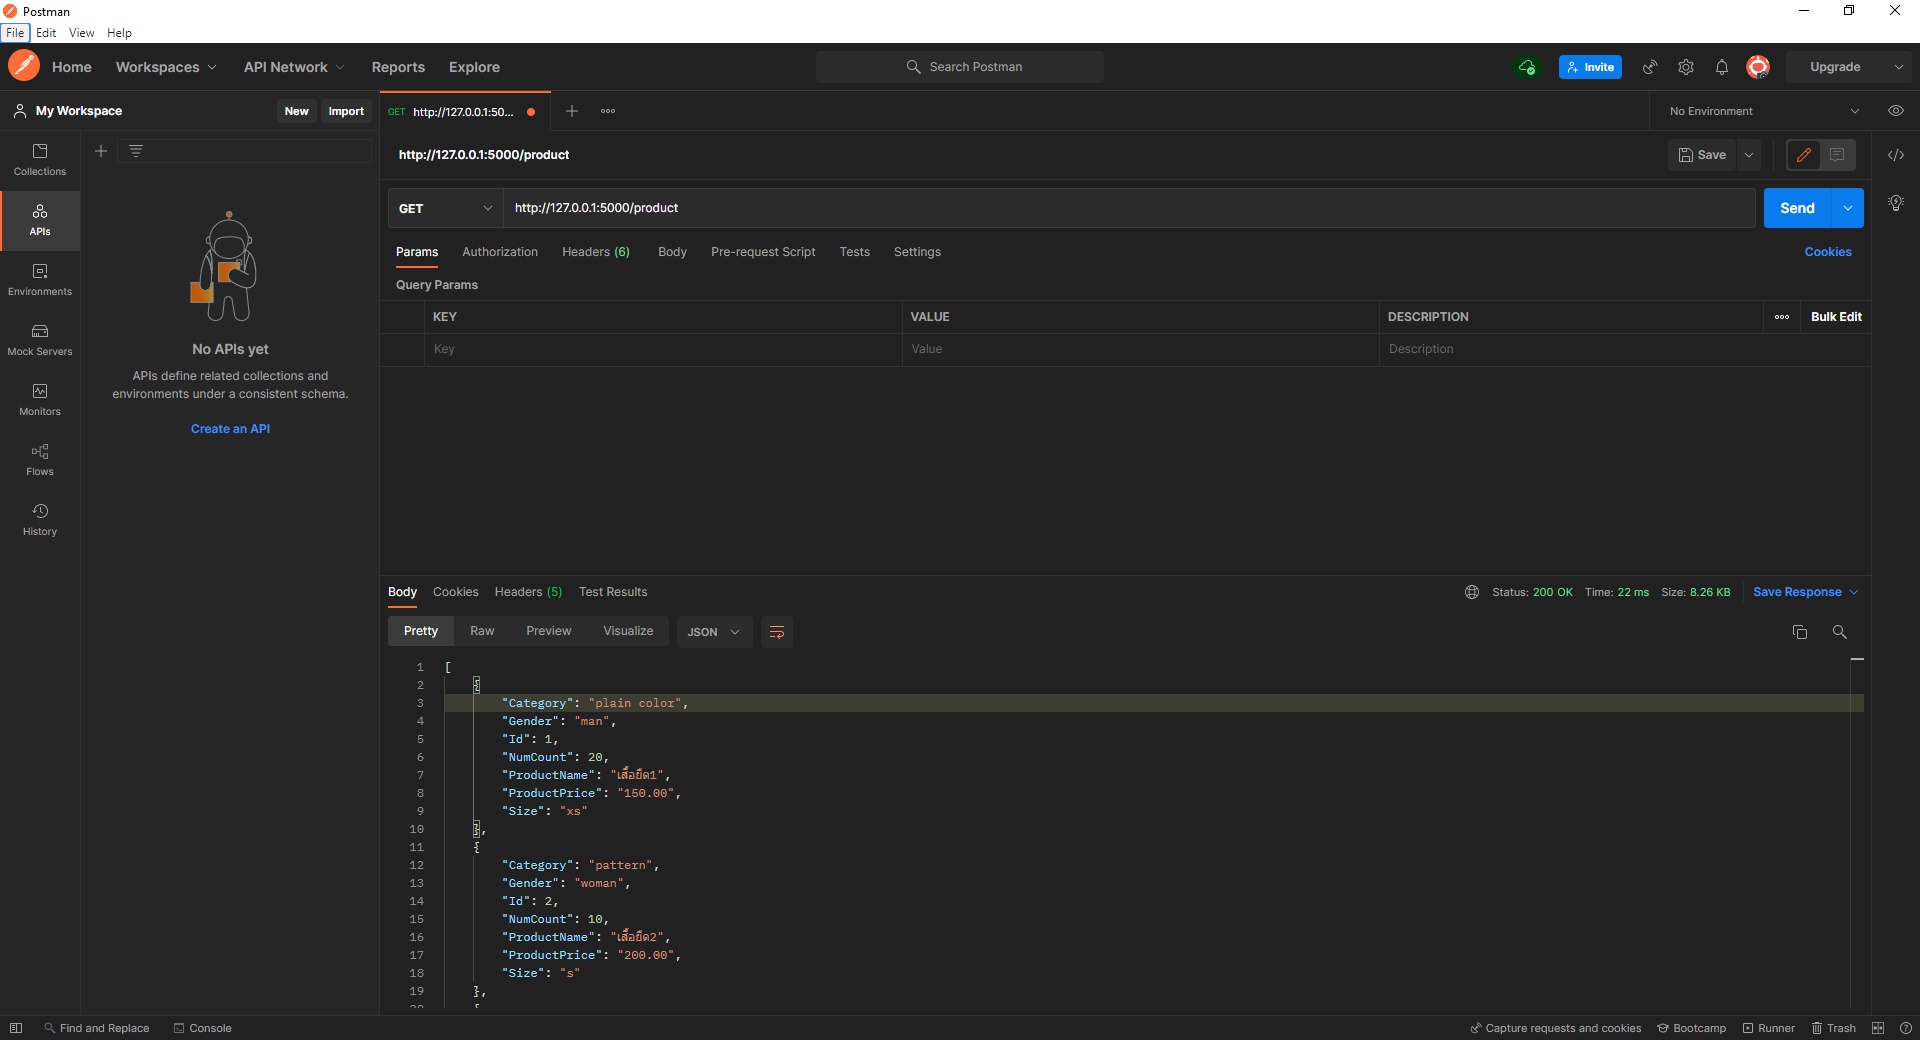 Postman
File Edit View Help
Home Workspaces API Network Reports Explore Search Postman Invite Upgrade
My Workspace New Import GET http://127.0.0.1:50... No Environment
http://127.0.0.1:5000/product Save
Collections
GET http://127.0.0.1:5000/product Send
APIs
Params Authorization Headers (6) Body Pre-request Script Tests Settings Cookies
Query Params
Environments
KEY VALUE DESCRIPTION Bulk Edit
Key Value Description
Mock Servers
No APIs yet
APIs define related collections and
environments under a consistent schema.
Monitors
Create an API
Flows
History
Body Cookies Headers (5) Test Results Status: 200 OK Time: 22 ms Size: 8.26 KB Save Response
Pretty Raw Preview Visualize JSON
1 [
2 {
3 "Category": "plain color",
4 "Gender": "man",
5 "Id": 1,
6 "NumCount": 20,
7 "ProductName": "เสื้อยืด1",
8 "ProductPrice": "150.00",
9 "Size": "xs"
10 },
11 {
12 "Category": "pattern",
13 "Gender": "woman",
14 "Id": 2,
15 "NumCount": 10,
16 "ProductName": "เสื้อยืด2",
17 "ProductPrice": "200.00",
18 "Size": "s"
19 },
20 {
Find and Replace Console Capture requests and cookies Bootcamp Runner Trash